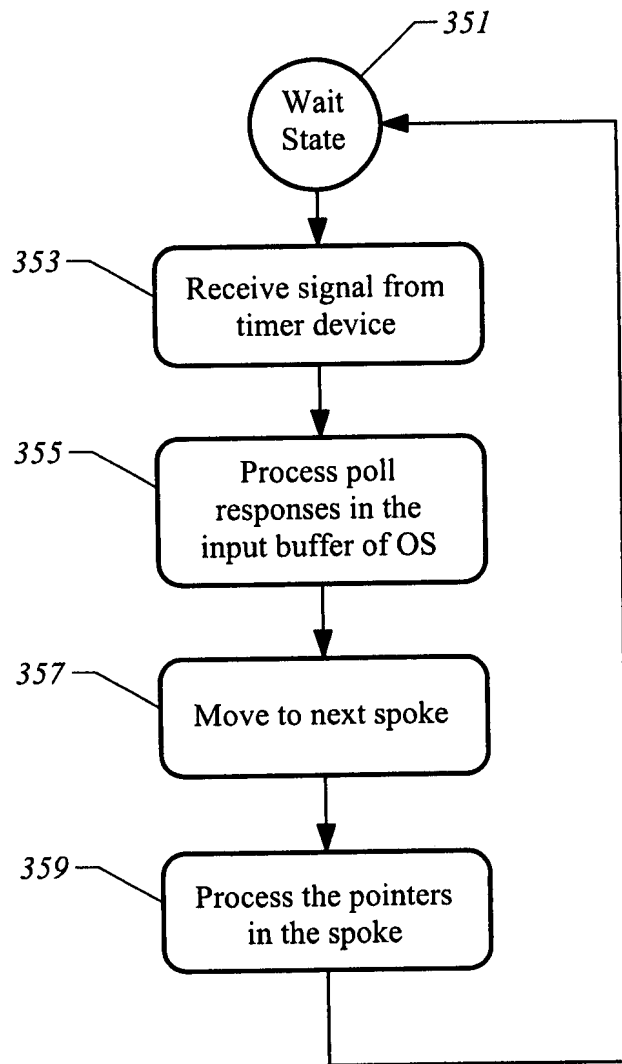 351
Wait
State
353
Receive signal from
timer device
355
Process poll
responses in the
input buffer of OS
357
Move to next spoke
359
Process the pointers
in the spoke